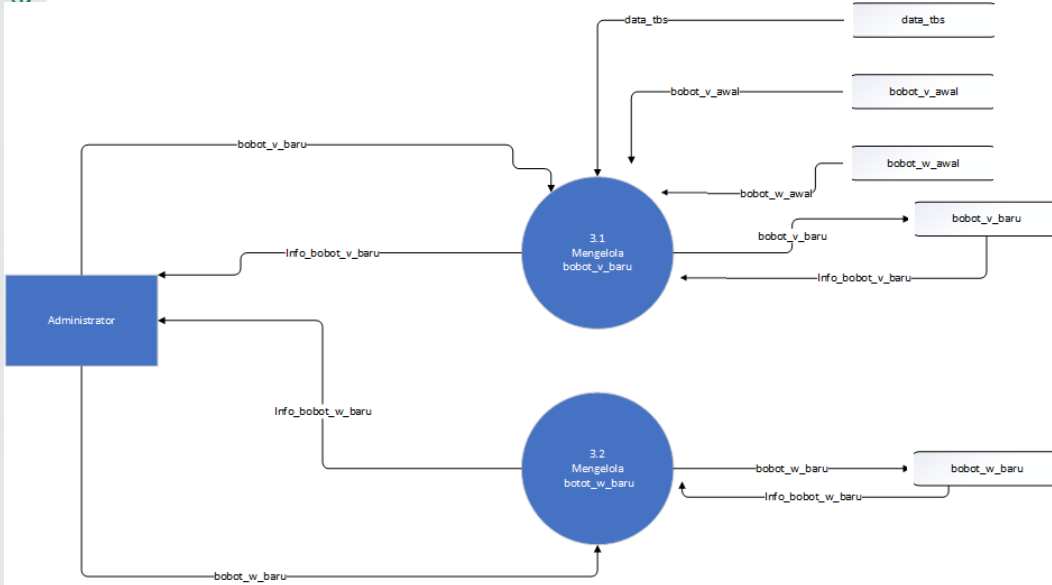 data_tbs
data_tbs
bobot_v_awal
bobot_v_awal
bobot_v_baru
bobot_w_awal
bobot_w_awal
bobot_v_baru
bobot_v_baru
3.1
Mengelola
bobot_v_baru
Info_bobot_v_baru
Info_bobot_v_baru
Administrator
Info_bobot_w_baru
3.2
Mengelola
botot_w_baru
bobot_w_baru
bobot_w_baru
Info_bobot_w_baru
bobot_w_baru